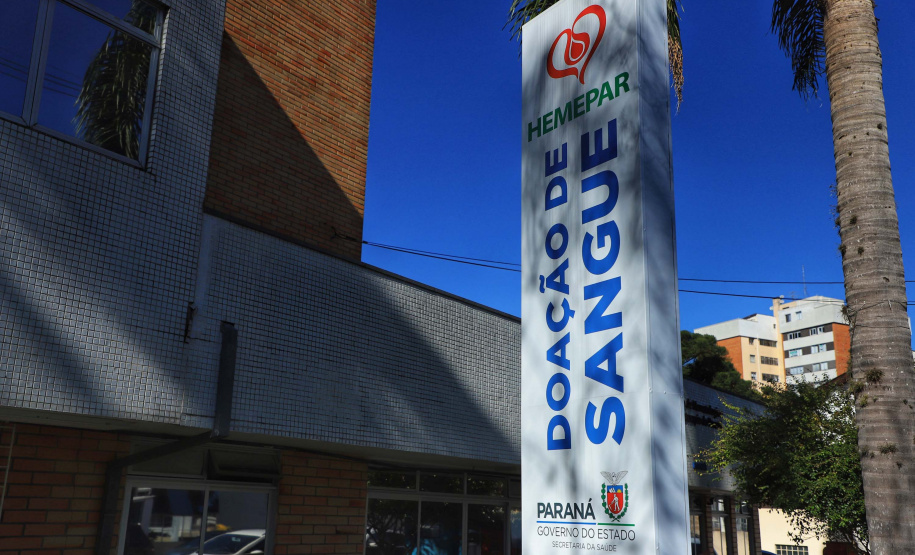 HEMEPAR
DOAÇÃO DE
SANGUE
PARANÁ
GOVERNO DO ESTADO
SECRETARIA DA SAÚDE